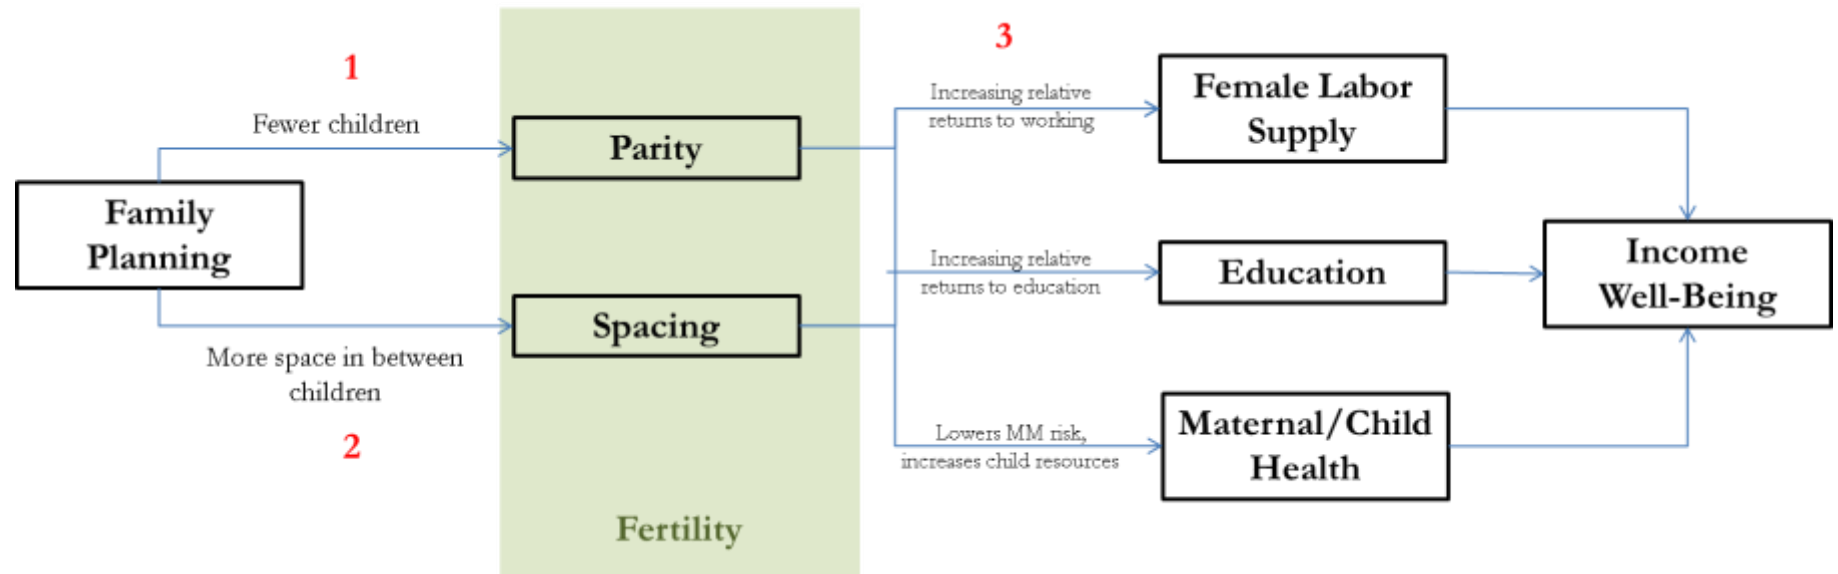 1
Fewer children
Family
Planning
More space in between
children
2
Parity
Spacing
Fertility
3
Increasing relative
returns to working
Increasing relative
returns to education
Lowers MM risk,
increases child resources
Female Labor
Supply
Education
Maternal/Child
Health
Income
Well-Being